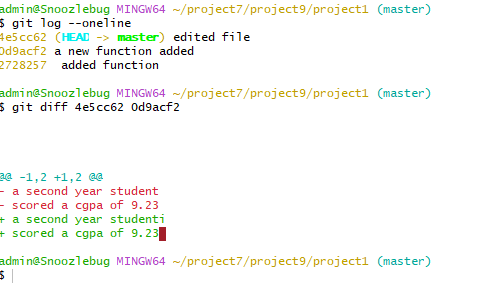 admin@Snoozlebug MINGW64 ~/project7/project9/project1 (master)
$ git log --oneline
4e5cc62 (HEAD -> master) edited file
0d9acf2 a new function added
2728257  added function
admin@Snoozlebug MINGW64 ~/project7/project9/project1 (master)
$ git diff 4e5cc62 0d9acf2
@@ -1,2 +1,2 @@
- a second year student
- scored a cgpa of 9.23
+ a second year studenti
+ scored a cgpa of 9.23
admin@Snoozlebug MINGW64 ~/project7/project9/project1 (master)
$